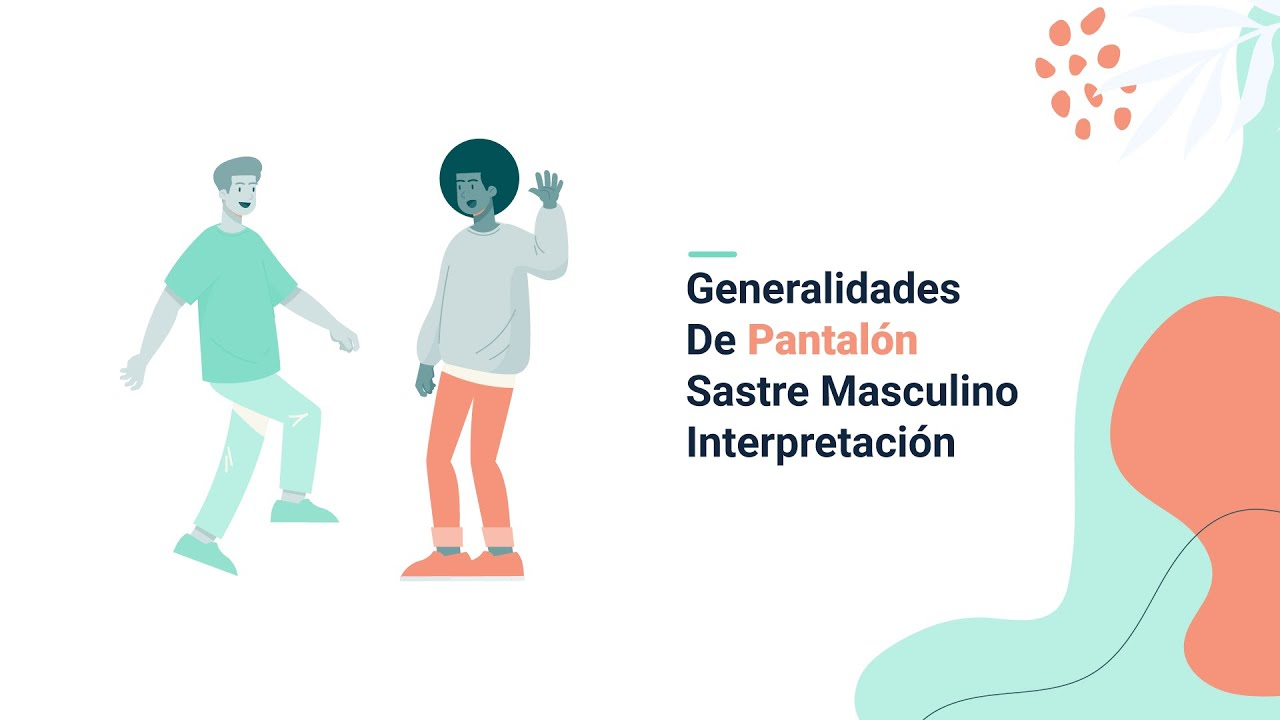 Generalidades
De Pantalón
Sastre Masculino
Interpretación